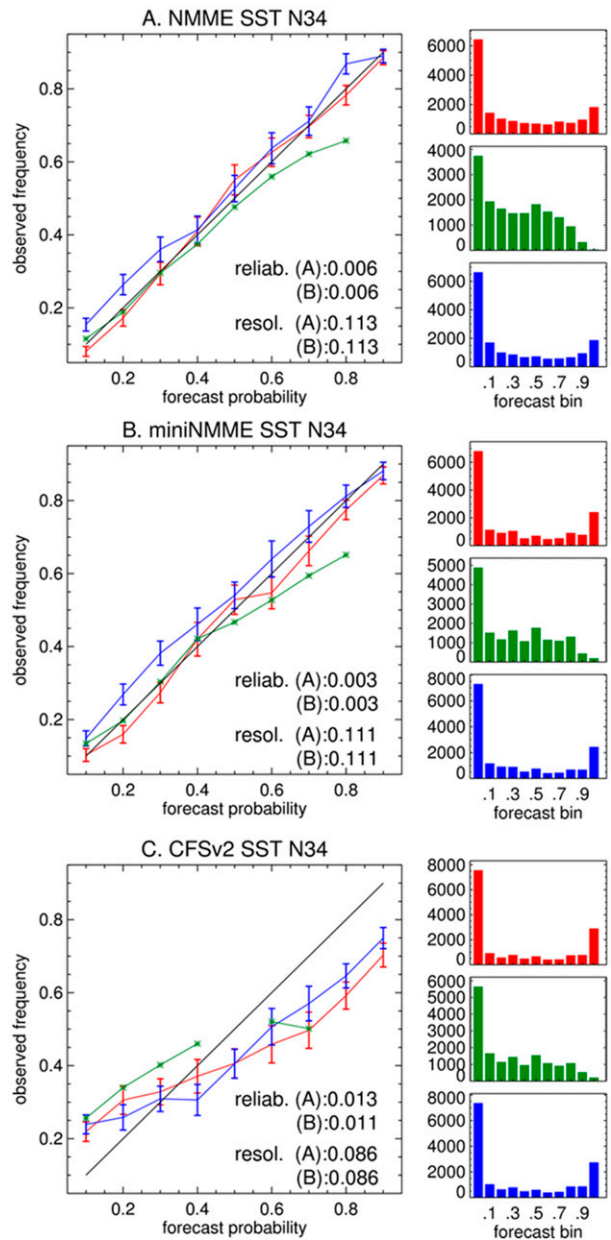 A. NMME SST N34
observed frequency
0.8
0.6
0.4
0.2
reliab. (A):0.006
(B):0.006
resol. (A):0.113
(B):0.113
0.2 0.4 0.6 0.8
forecast probability
6000
4000
2000
0
4000
3000
2000
1000
0
6000
4000
2000
0
.1 .3 .5 .7 .9
forecast bin
B. miniNMME SST N34
observed frequency
0.8
0.6
0.4
0.2
reliab. (A):0.003
(B):0.003
resol. (A):0.111
(B):0.111
0.2 0.4 0.6 0.8
forecast probability
6000
4000
2000
0
5000
4000
3000
2000
1000
0
8000
6000
4000
2000
0
.1 .3 .5 .7 .9
forecast bin
C. CFSv2 SST N34
observed frequency
0.8
0.6
0.4
0.2
reliab. (A):0.013
(B):0.011
resol. (A):0.086
(B):0.086
0.2 0.4 0.6 0.8
forecast probability
8000
6000
4000
2000
0
6000
5000
4000
3000
2000
1000
0
8000
6000
4000
2000
0
.1 .3 .5 .7 .9
forecast bin